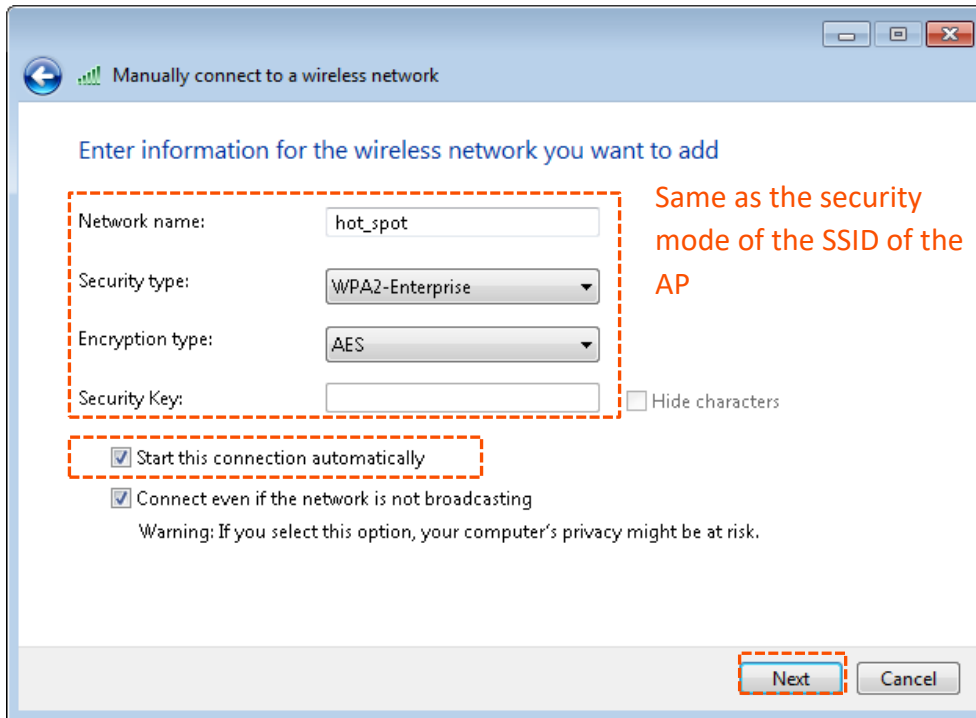 Manually connect to a wireless network
Enter information for the wireless network you want to add
Network name: hot_spot
Security type: WPA2-Enterprise
Encryption type: AES
Security Key:
Hide characters
Same as the security
mode of the SSID of the
AP
Start this connection automatically
Connect even if the network is not broadcasting
Warning: If you select this option, your computer's privacy might be at risk.
Next Cancel